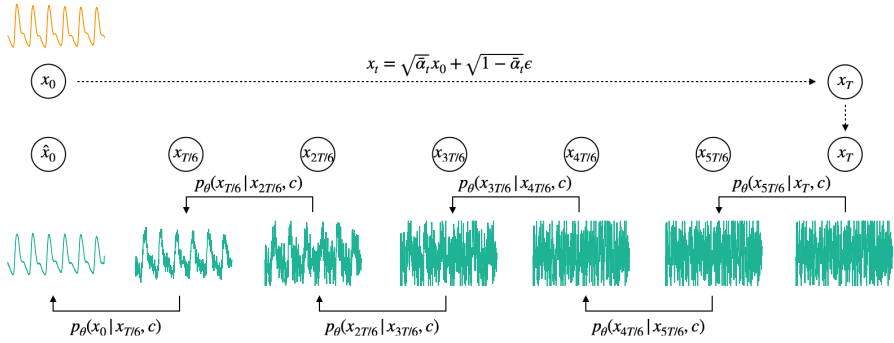 $x_t = \sqrt{\bar{\alpha}_t} x_0 + \sqrt{1 - \bar{\alpha}_t} \epsilon$
$x_0$ $x_T$
$\hat{x}_0$ $x_{T/6}$ $x_{2T/6}$ $x_{3T/6}$ $x_{4T/6}$ $x_{5T/6}$ $x_T$
$p_\theta(x_{T/6} | x_{2T/6}, c)$ $p_\theta(x_{3T/6} | x_{4T/6}, c)$ $p_\theta(x_{5T/6} | x_T, c)$
$p_\theta(x_0 | x_{T/6}, c)$ $p_\theta(x_{2T/6} | x_{3T/6}, c)$ $p_\theta(x_{4T/6} | x_{5T/6}, c)$